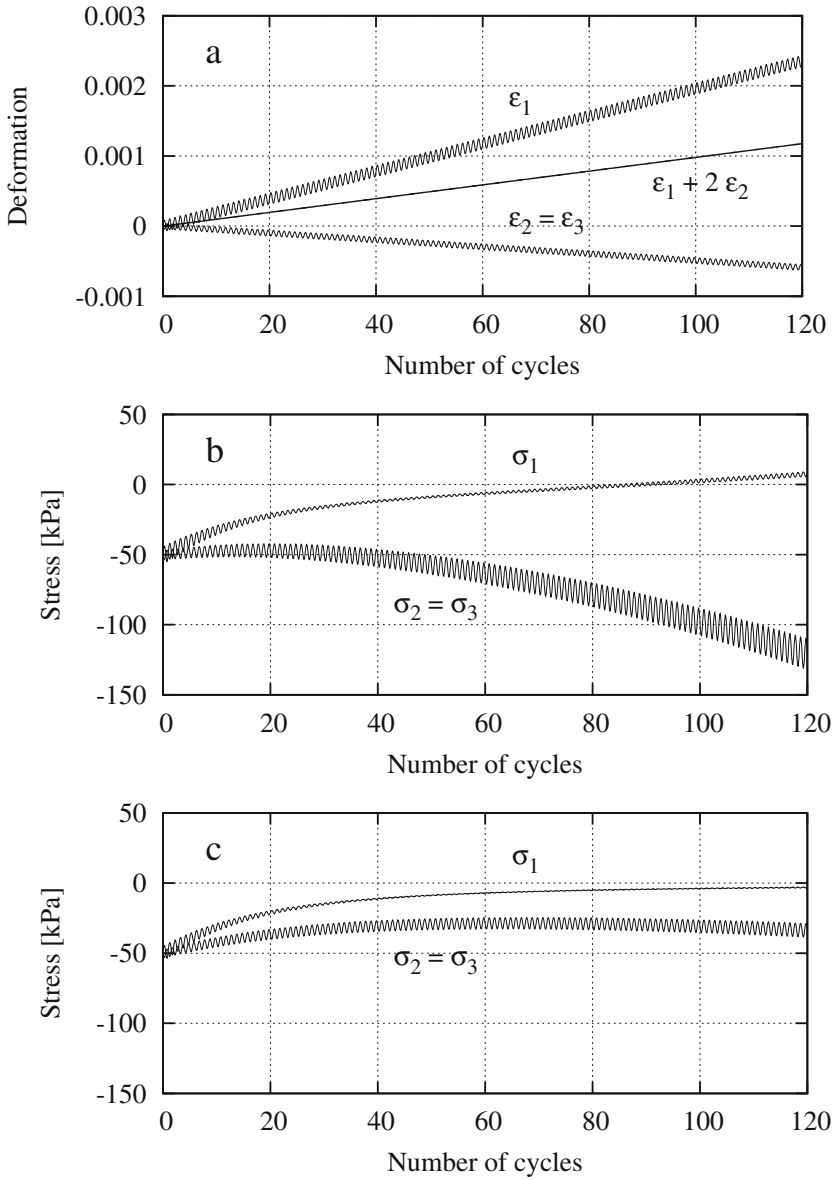 0.003
a
0.002
ε1
Deformation
0.001
ε1 + 2 ε2
0
ε2 = ε3
-0.001
0 20 40 60 80 100 120
Number of cycles
50
b
σ1
0
Stress [kPa]
-50
σ2 = σ3
-100
-150
0 20 40 60 80 100 120
Number of cycles
50
c
σ1
0
Stress [kPa]
-50
σ2 = σ3
-100
-150
0 20 40 60 80 100 120
Number of cycles